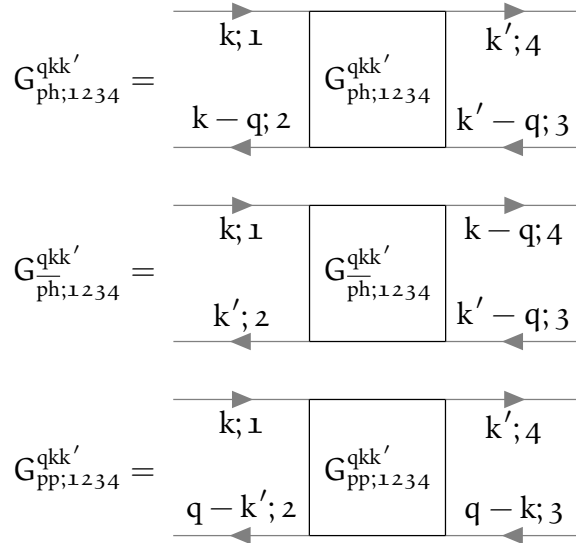 k; 1 k′; 4
G^{qkk′}_{ph;1234} = G^{qkk′}_{ph;1234}
k − q; 2 k′ − q; 3
k; 1 k − q; 4
G^{qkk′}_{\overline{ph};1234} = G^{qkk′}_{\overline{ph};1234}
k′; 2 k′ − q; 3
k; 1 k′; 4
G^{qkk′}_{pp;1234} = G^{qkk′}_{pp;1234}
q − k′; 2 q − k; 3